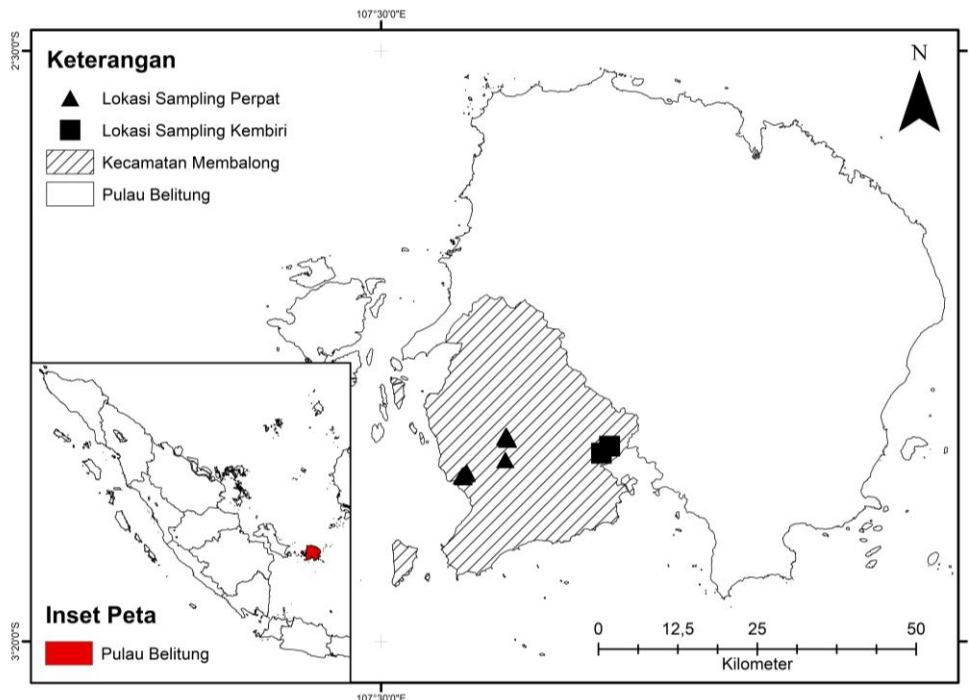 107°30'0"E
2°30'0"S
Keterangan
Lokasi Sampling Perpat
Lokasi Sampling Kembiri
Kecamatan Membalong
Pulau Belitung
N
Inset Peta
Pulau Belitung
0 12,5 25 50
Kilometer
3°20'0"S
107°30'0"E